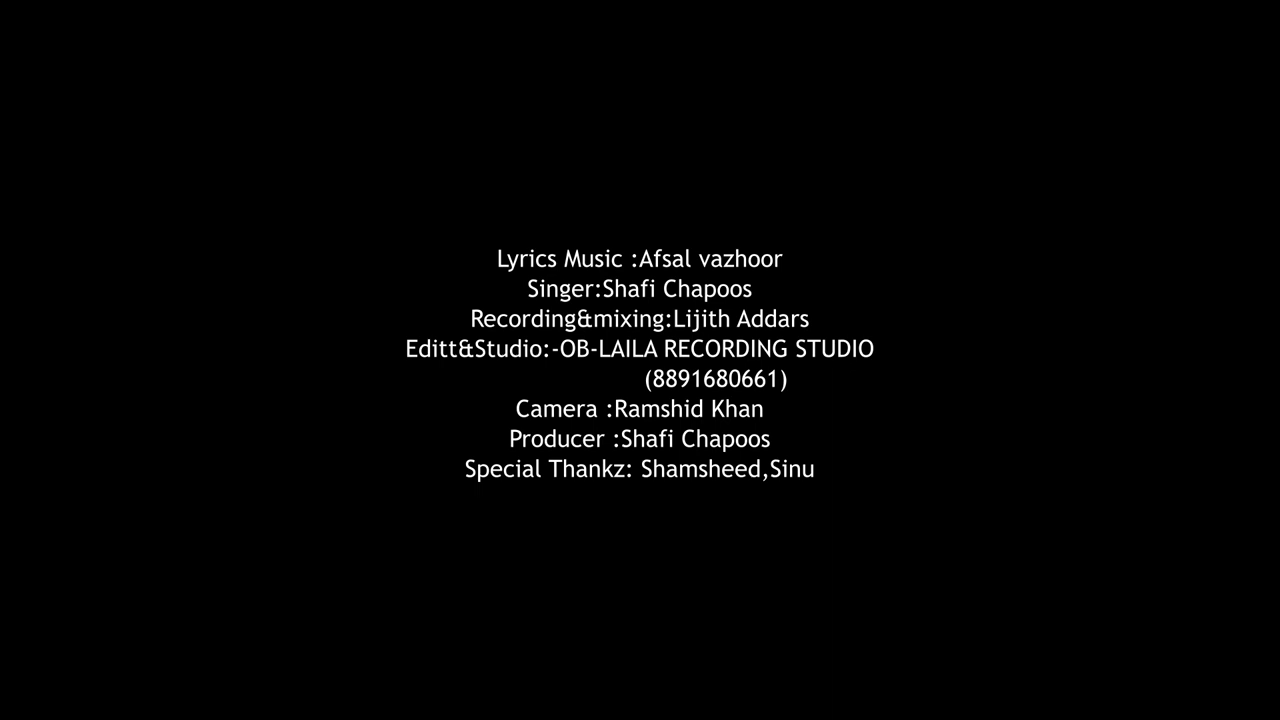 Lyrics Music :Afsal vazhoor
Singer:Shafi Chapoos
Recording&mixing:Lijith Addars
Editt&Studio:-OB-LAILA RECORDING STUDIO
(8891680661)
Camera :Ramshid Khan
Producer :Shafi Chapoos
Special Thankz: Shamsheed,Sinu